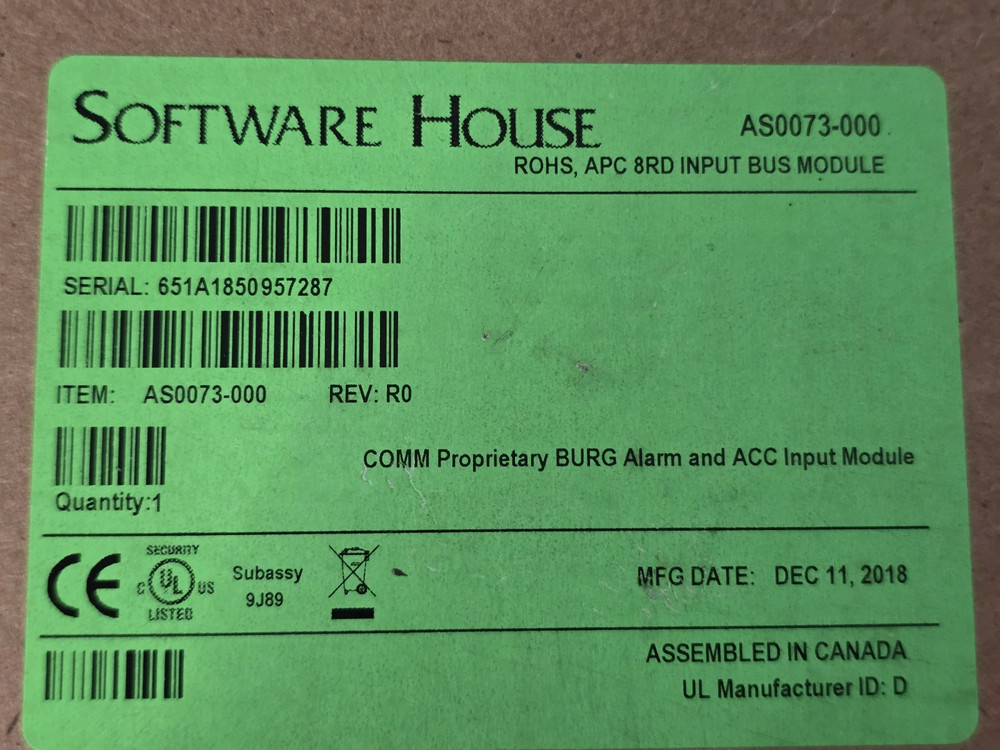 SOFTWARE HOUSE
AS0073-000
ROHS, APC 8RD INPUT BUS MODULE
SERIAL: 651A1850957287
ITEM: AS0073-000 REV: R0
COMM Proprietary BURG Alarm and ACC Input Module
Quantity:1
CE
SECURITY
C UL US
LISTED
Subassy
9J89
MFG DATE: DEC 11, 2018
ASSEMBLED IN CANADA
UL Manufacturer ID: D